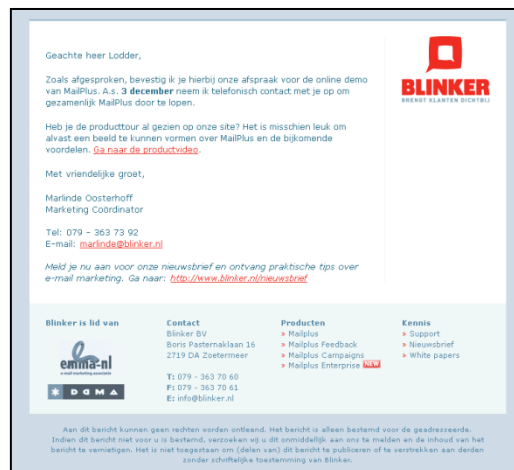 Geachte heer Lodder,
Zoals afgesproken, bevestig ik je hierbij onze afspraak voor de online demo
van MailPlus. A.s. 3 december neem ik telefonisch contact met je op om
gezamenlijk MailPlus door te lopen.
Heb je de producttour al gezien op onze site? Het is misschien leuk om
alvast een beeld te kunnen vormen over MailPlus en de bijkomende
voordelen. Ga naar de productvideo.
Met vriendelijke groet,
Marlinde Oosterhoff
Marketing Coördinator
Tel: 079 - 363 73 92
E-mail: marlinde@blinker.nl
Meld je nu aan voor onze nieuwsbrief en ontvang praktische tips over
e-mail marketing. Ga naar: http://www.blinker.nl/nieuwsbrief
BLINKER
BRENGT KLANTEN DICHTBIJ
Blinker is lid van
emma-nl
e-mail marketing associatie
DDMA
Contact
Blinker BV
Boris Pasternaklaan 16
2719 DA Zoetermeer
T: 079 - 363 70 60
F: 079 - 363 70 61
E: info@blinker.nl
Producten
» Mailplus
» Mailplus Feedback
» Mailplus Campaigns
» Mailplus Enterprise NEW
Kennis
» Support
» Nieuwsbrief
» White papers
Aan dit bericht kunnen geen rechten worden ontleend. Het bericht is alleen bestemd voor de geadresseerde.
Indien dit bericht niet voor u is bestemd, verzoeken wij u dit onmiddellijk aan ons te melden en de inhoud van het
bericht te vernietigen. Het is niet toegestaan om (delen van) dit bericht te publiceren of te verstrekken aan derden
zonder schriftelijke toestemming van Blinker.